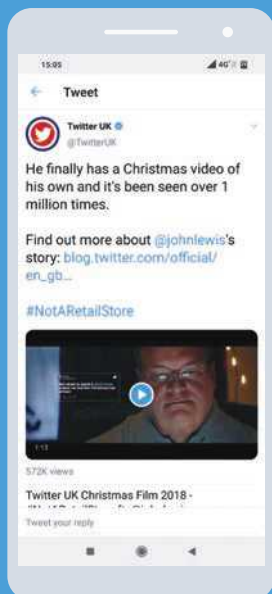 15:05
4G
Tweet
Twitter UK
@TwitterUK
He finally has a Christmas video of
his own and it's been seen over 1
million times.
Find out more about @johnlewis's
story: blog.twitter.com/official/
en_gb...
#NotARetailStore
1:13
572K views
Twitter UK Christmas Film 2018 -
Tweet your reply